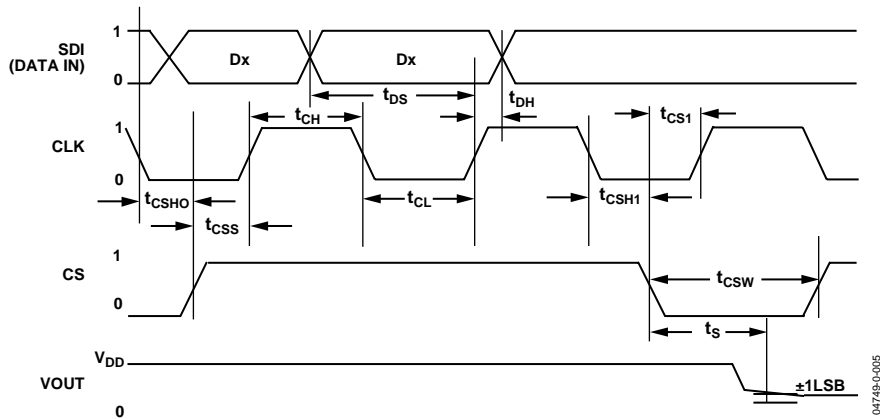 1
SDI
(DATA IN)
Dx
Dx
0
tDS
tDH
tCH
tCS1
1
CLK
0
tCSHO
tCL
tCSH1
tCSS
1
CS
tCSW
0
tS
VDD
VOUT
±1LSB
0
04749-0-005